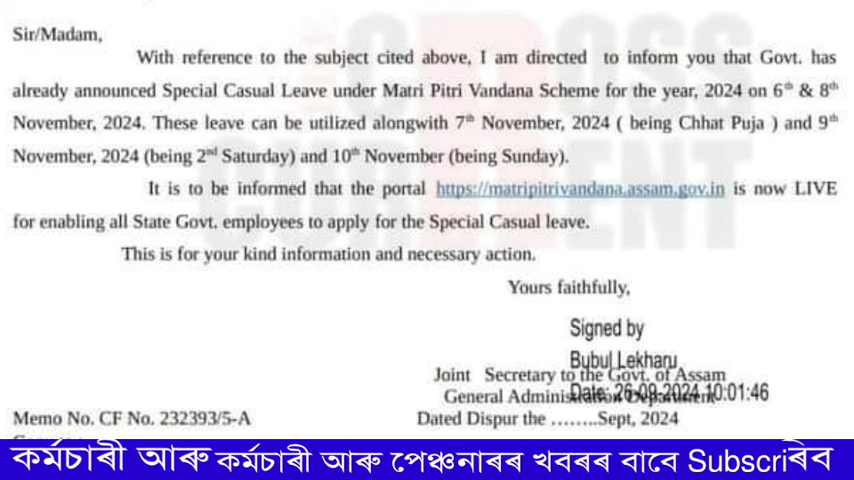 Sir/Madam,
With reference to the subject cited above, I am directed to inform you that Govt. has
already announced Special Casual Leave under Matri Pitri Vandana Scheme for the year, 2024 on 6th & 8th
November, 2024. These leave can be utilized alongwith 7th November, 2024 ( being Chhat Puja ) and 9th
November, 2024 (being 2nd Saturday) and 10th November (being Sunday).
It is to be informed that the portal https://matripitrivandana.assam.gov.in is now LIVE
for enabling all State Govt. employees to apply for the Special Casual leave.
This is for your kind information and necessary action.
Yours faithfully,
Signed by
Bubul Lekharu
Joint Secretary to the Govt. of Assam
General Administration Department
Date: 26-09-2024 10:01:46
Memo No. CF No. 232393/5-A
Dated Dispur the ........Sept, 2024
কৰ্মচাৰী আৰু কৰ্মচাৰী আৰু পেঞ্চনাৰৰ খবৰৰ বাবে Subscriৰিব